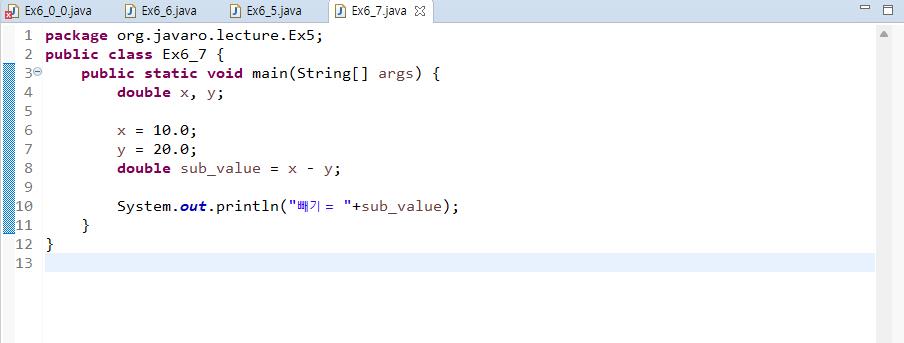 Ex6_0_0.java Ex6_6.java Ex6_5.java Ex6_7.java
1 package org.javaro.lecture.Ex5;
2 public class Ex6_7 {
3 public static void main(String[] args) {
4 double x, y;
5
6 x = 10.0;
7 y = 20.0;
8 double sub_value = x - y;
9
10 System.out.println("빼기= "+sub_value);
11 }
12 }
13